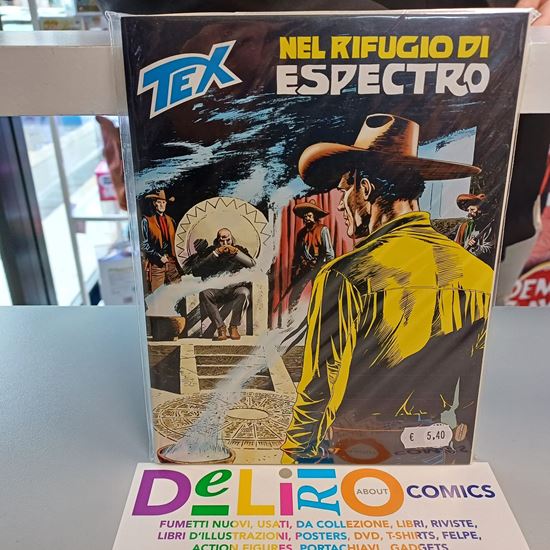 TEX
NEL RIFUGIO DI
ESPECTRO
€ 5.40
DeLiRiO
ABOUT
COMICS
FUMETTI NUOVI, USATI, DA COLLEZIONE, LIBRI, RIVISTE,
LIBRI D'ILLUSTRAZIONI, POSTERS, DVD, T-SHIRTS, FELPE,
ACTION FIGURES, PORTACHIAVI, GADGETS